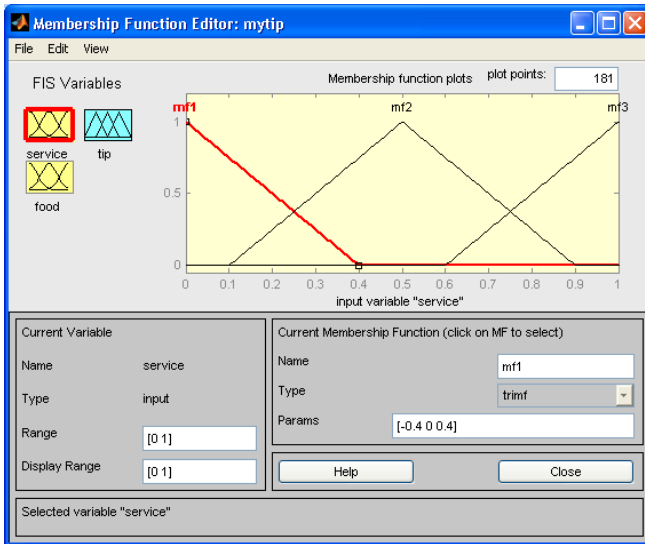 Membership Function Editor: mytip
File Edit View
FIS Variables
Membership function plots plot points: 181
service
tip
food
mf1 mf2 mf3
1
0.5
0
0 0.1 0.2 0.3 0.4 0.5 0.6 0.7 0.8 0.9 1
input variable "service"
Current Variable
Name service
Type input
Range [0 1]
Display Range [0 1]
Current Membership Function (click on MF to select)
Name mf1
Type trimf
Params [-0.4 0 0.4]
Help Close
Selected variable "service"